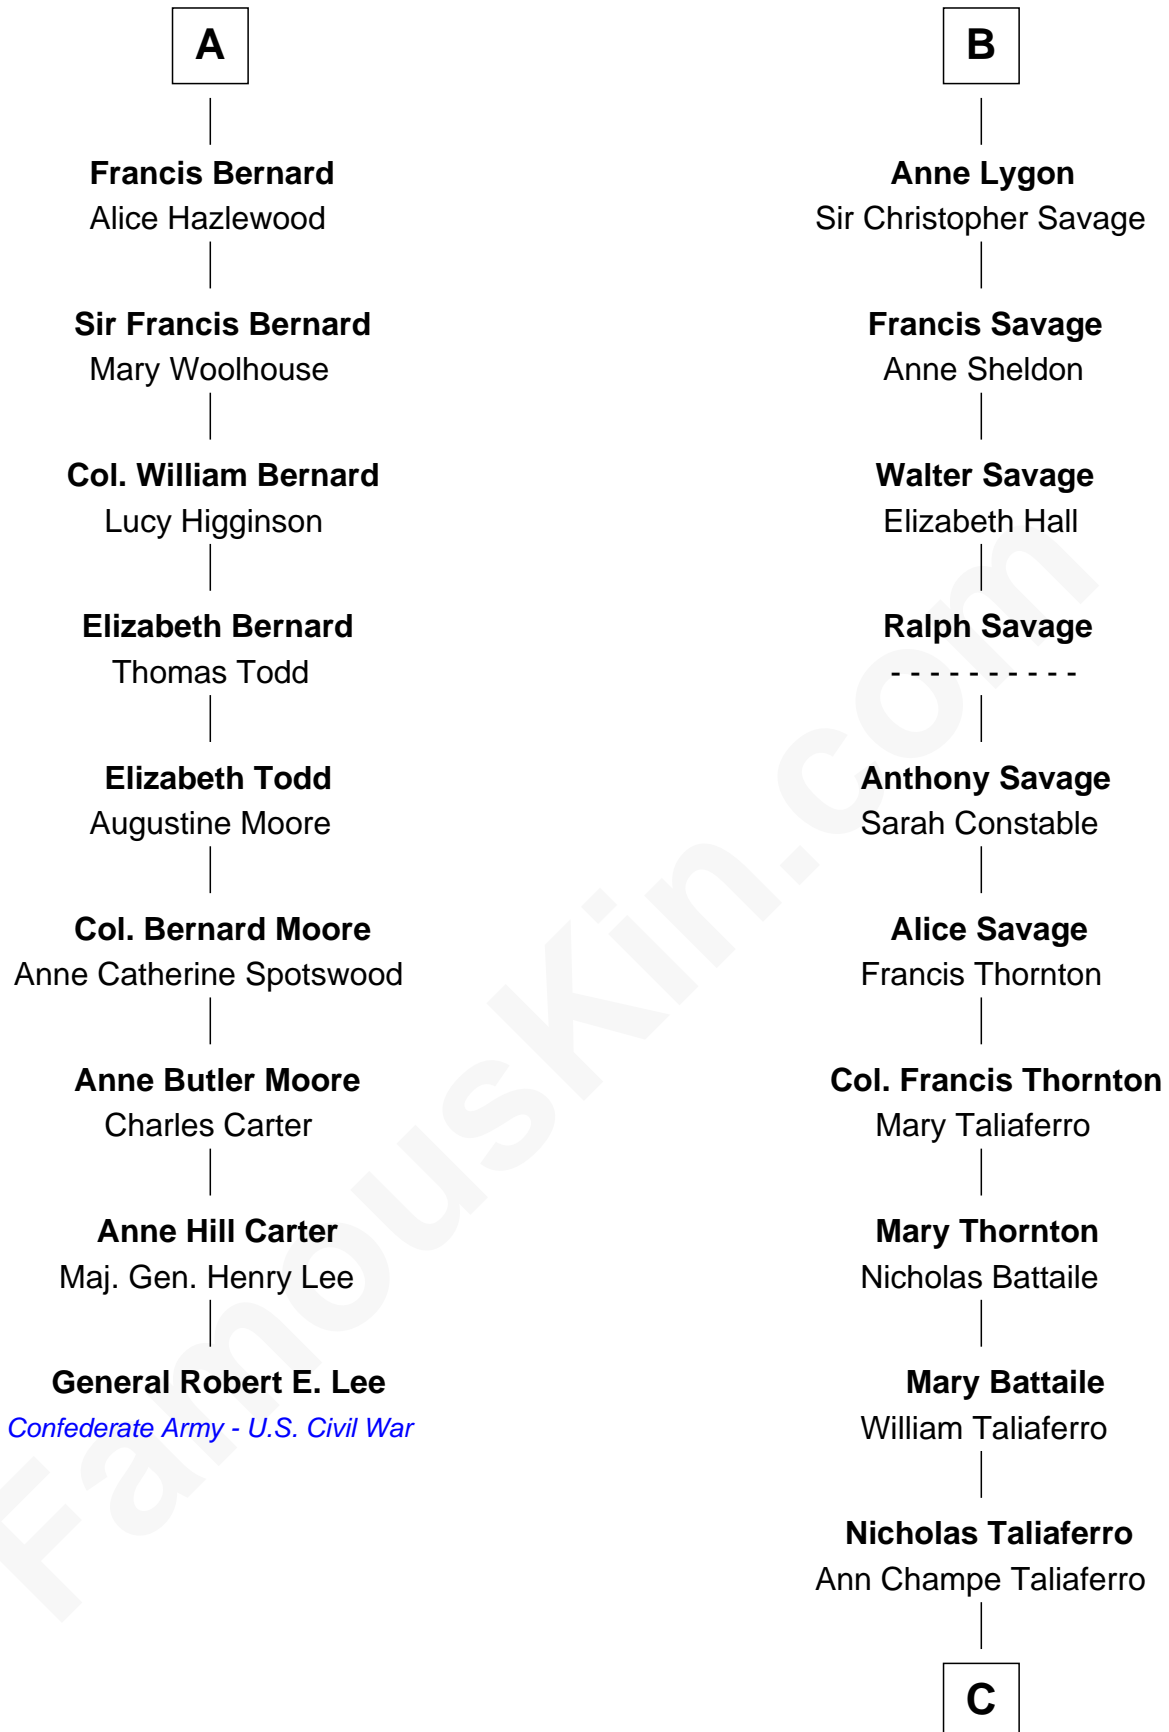 A
Francis Bernard
Alice Hazlewood
Sir Francis Bernard
Mary Woolhouse
Col. William Bernard
Lucy Higginson
Elizabeth Bernard
Thomas Todd
Elizabeth Todd
Augustine Moore
Col. Bernard Moore
Anne Catherine Spotswood
Anne Butler Moore
Charles Carter
Anne Hill Carter
Maj. Gen. Henry Lee
General Robert E. Lee
Confederate Army - U.S. Civil War
B
Anne Lygon
Sir Christopher Savage
Francis Savage
Anne Sheldon
Walter Savage
Elizabeth Hall
Ralph Savage
- - - - - - - - - -
Anthony Savage
Sarah Constable
Alice Savage
Francis Thornton
Col. Francis Thornton
Mary Taliaferro
Mary Thornton
Nicholas Battaile
Mary Battaile
William Taliaferro
Nicholas Taliaferro
Ann Champe Taliaferro
C
FamousKin.com